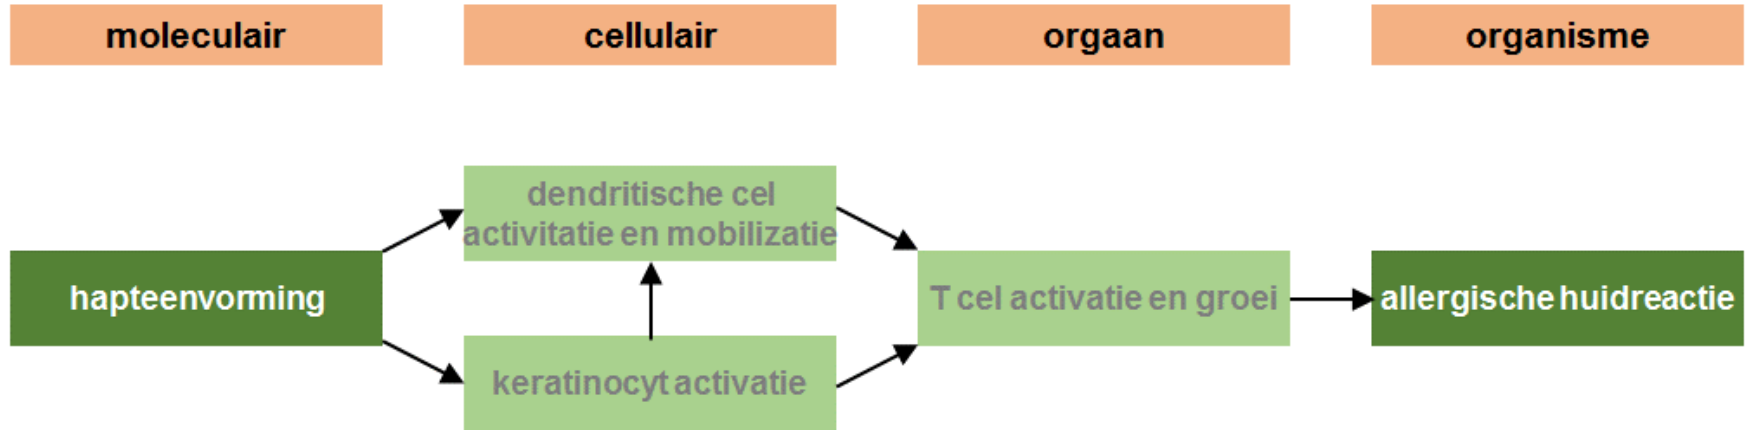 moleculair
cellulair
orgaan
organisme
dendritische cel
activitatie en mobilizatie
hapteenvorming
T cel activatie en groei
allergische huidreactie
keratinocyt activatie